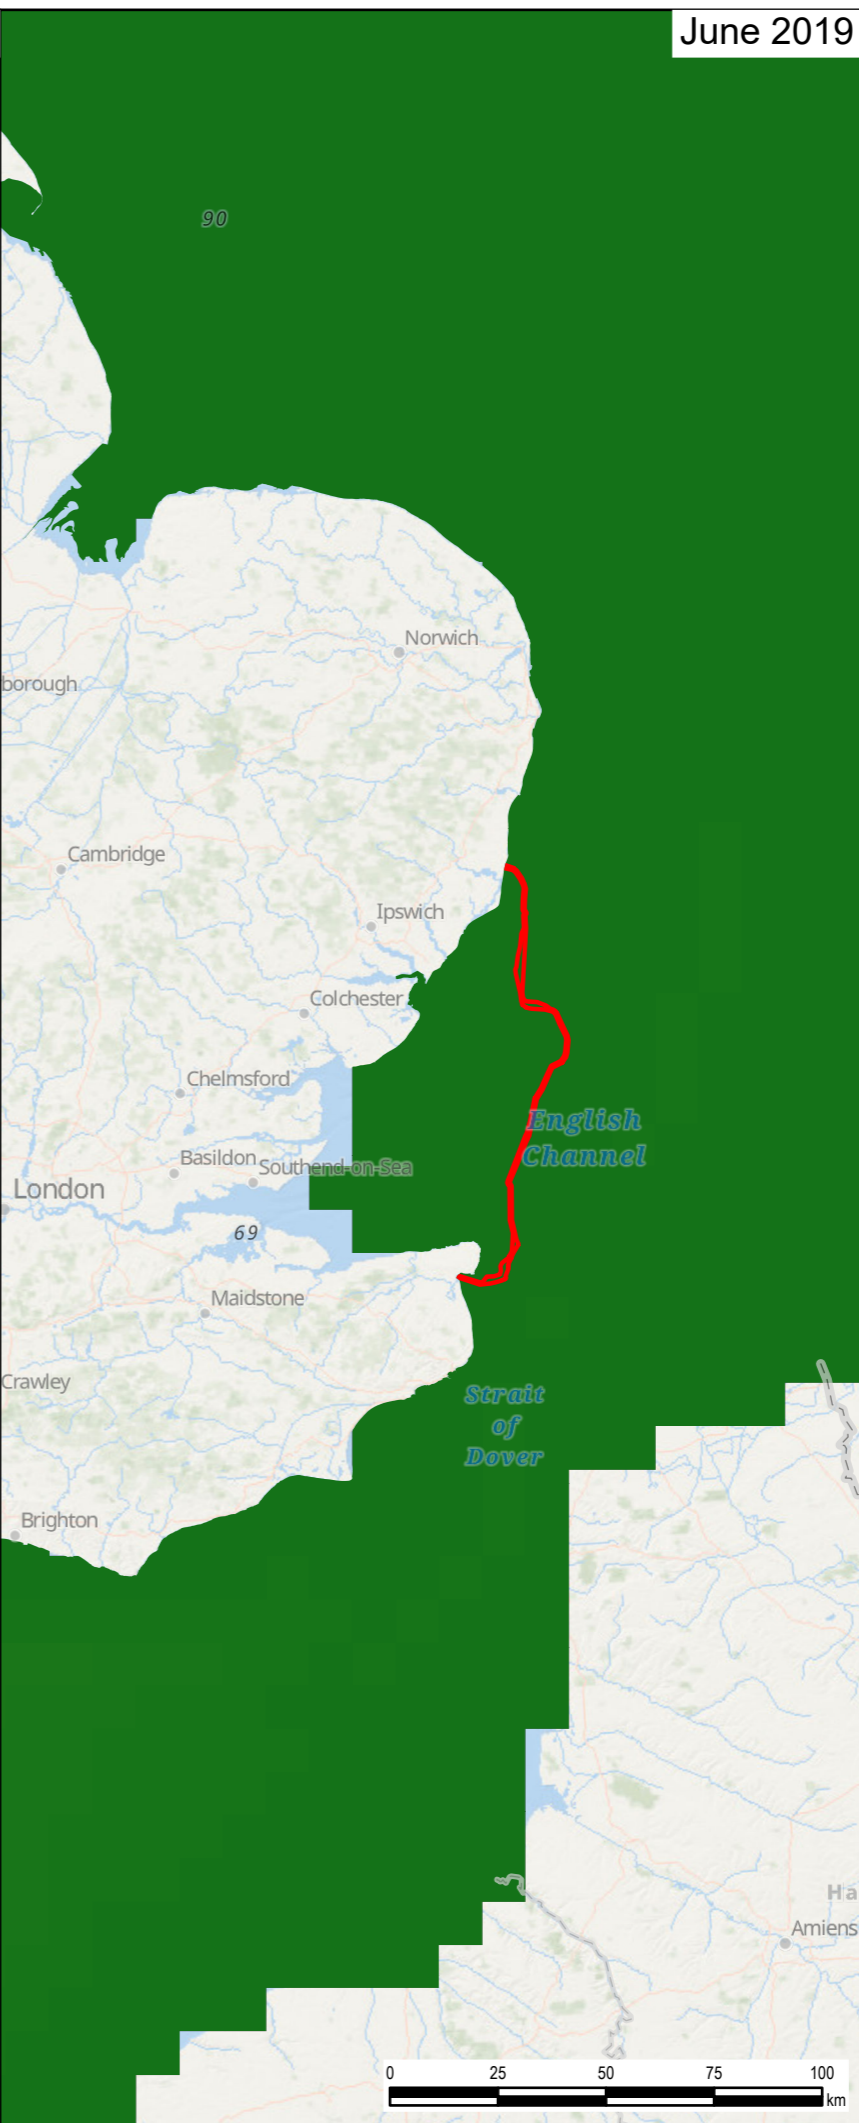 June 2019
90
Norwich
borough
Cambridge
Ipswich
Colchester
Chelmsford
English
Channel
Basildon
Southend-on-Sea
London
69
Maidstone
Crawley
Strait
of
Dover
Brighton
Ha
Amiens
0 25 50 75 100
km